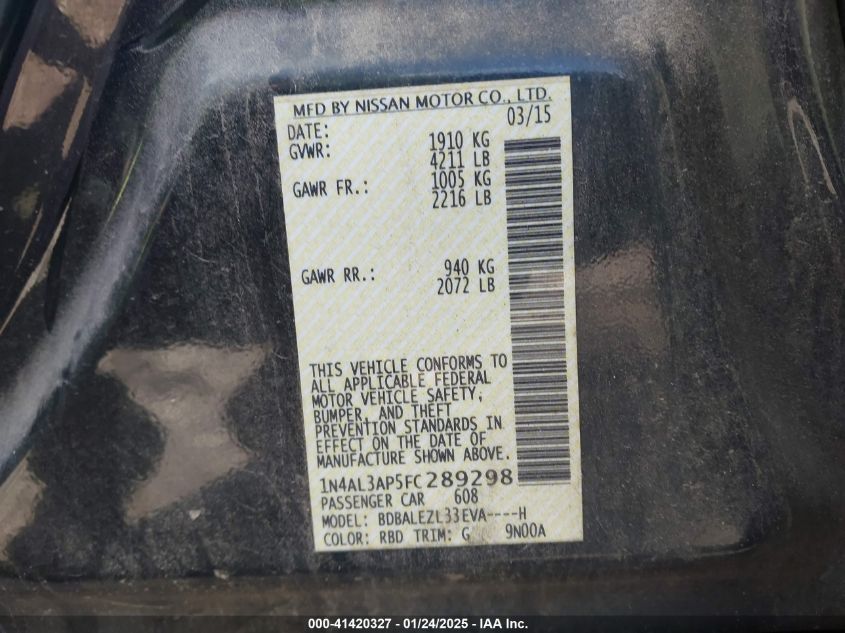 MFD BY NISSAN MOTOR CO., LTD.
DATE: 03/15
GVWR: 1910 KG
4211 LB
GAWR FR.: 1005 KG
2216 LB
GAWR RR.: 940 KG
2072 LB
THIS VEHICLE CONFORMS TO
ALL APPLICABLE FEDERAL
MOTOR VEHICLE SAFETY,
BUMPER, AND THEFT
PREVENTION STANDARDS IN
EFFECT ON THE DATE OF
MANUFACTURE SHOWN ABOVE.
1N4AL3AP5FC289298
PASSENGER CAR 608
MODEL: BDBALEZL33EVA----H
COLOR: RBD TRIM: G 9N00A
000-41420327 - 01/24/2025 - IAA Inc.